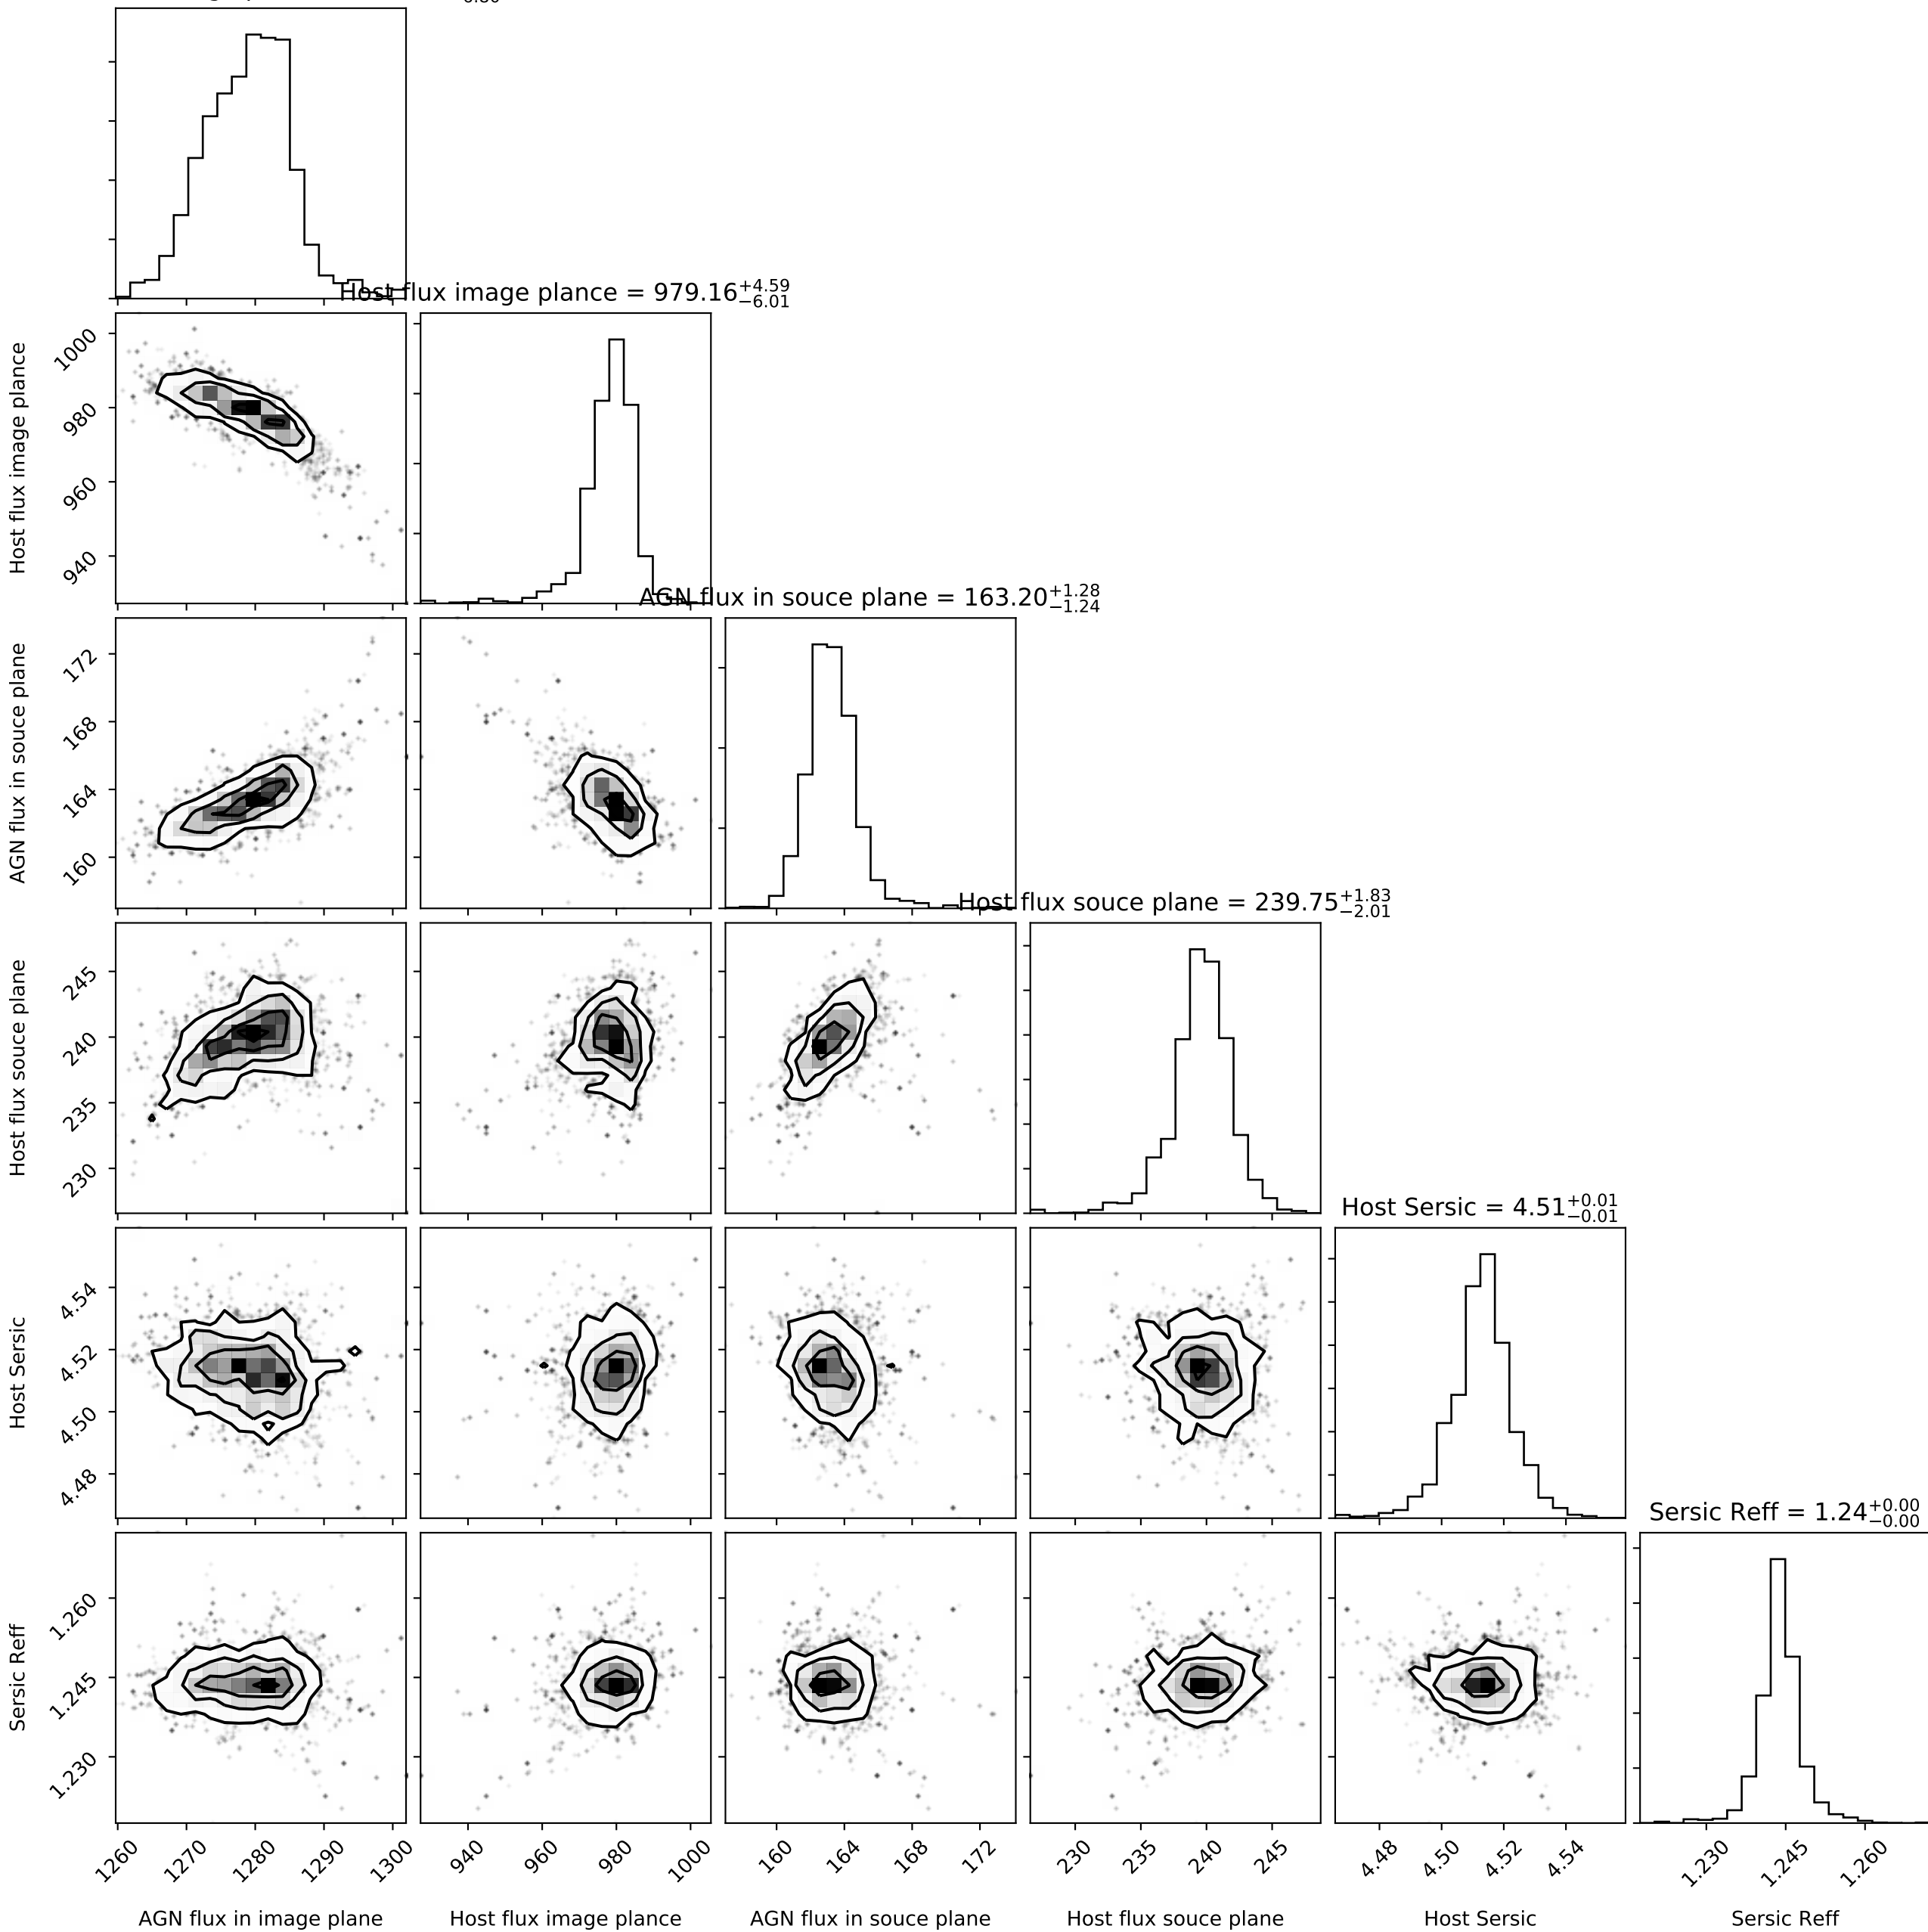 Host flux image plance = 979.16 +4.59 −6.01
1000
980
960
940
Host flux image plance
AGN flux in souce plane = 163.20 +1.28 −1.24
172
168
164
160
AGN flux in souce plane
Host flux souce plane = 239.75 +1.83 −2.01
245
240
235
230
Host flux souce plane
Host Sersic = 4.51 +0.01 −0.01
4.54
4.52
4.50
4.48
Host Sersic
Sersic Reff = 1.24 +0.00 −0.00
1.260
1.245
1.230
Sersic Reff
1260 1270 1280 1290 1300 940 960 980 1000 160 164 168 172 230 235 240 245 4.48 4.50 4.52 4.54 1.230 1.245 1.260
AGN flux in image plane Host flux image plance AGN flux in souce plane Host flux souce plane Host Sersic Sersic Reff